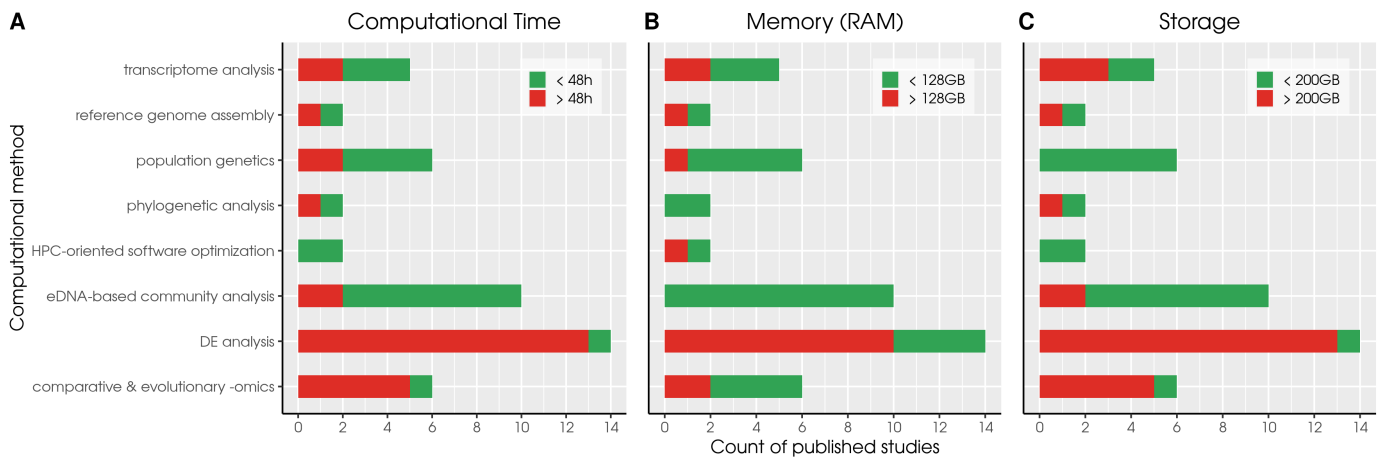 A
Computational Time
B
Memory (RAM)
C
Storage
Computational method
transcriptome analysis
reference genome assembly
population genetics
phylogenetic analysis
HPC-oriented software optimization
eDNA-based community analysis
DE analysis
comparative & evolutionary -omics
< 48h
> 48h
< 128GB
> 128GB
< 200GB
> 200GB
0 2 4 6 8 10 12 14
0 2 4 6 8 10 12 14
0 2 4 6 8 10 12 14
Count of published studies